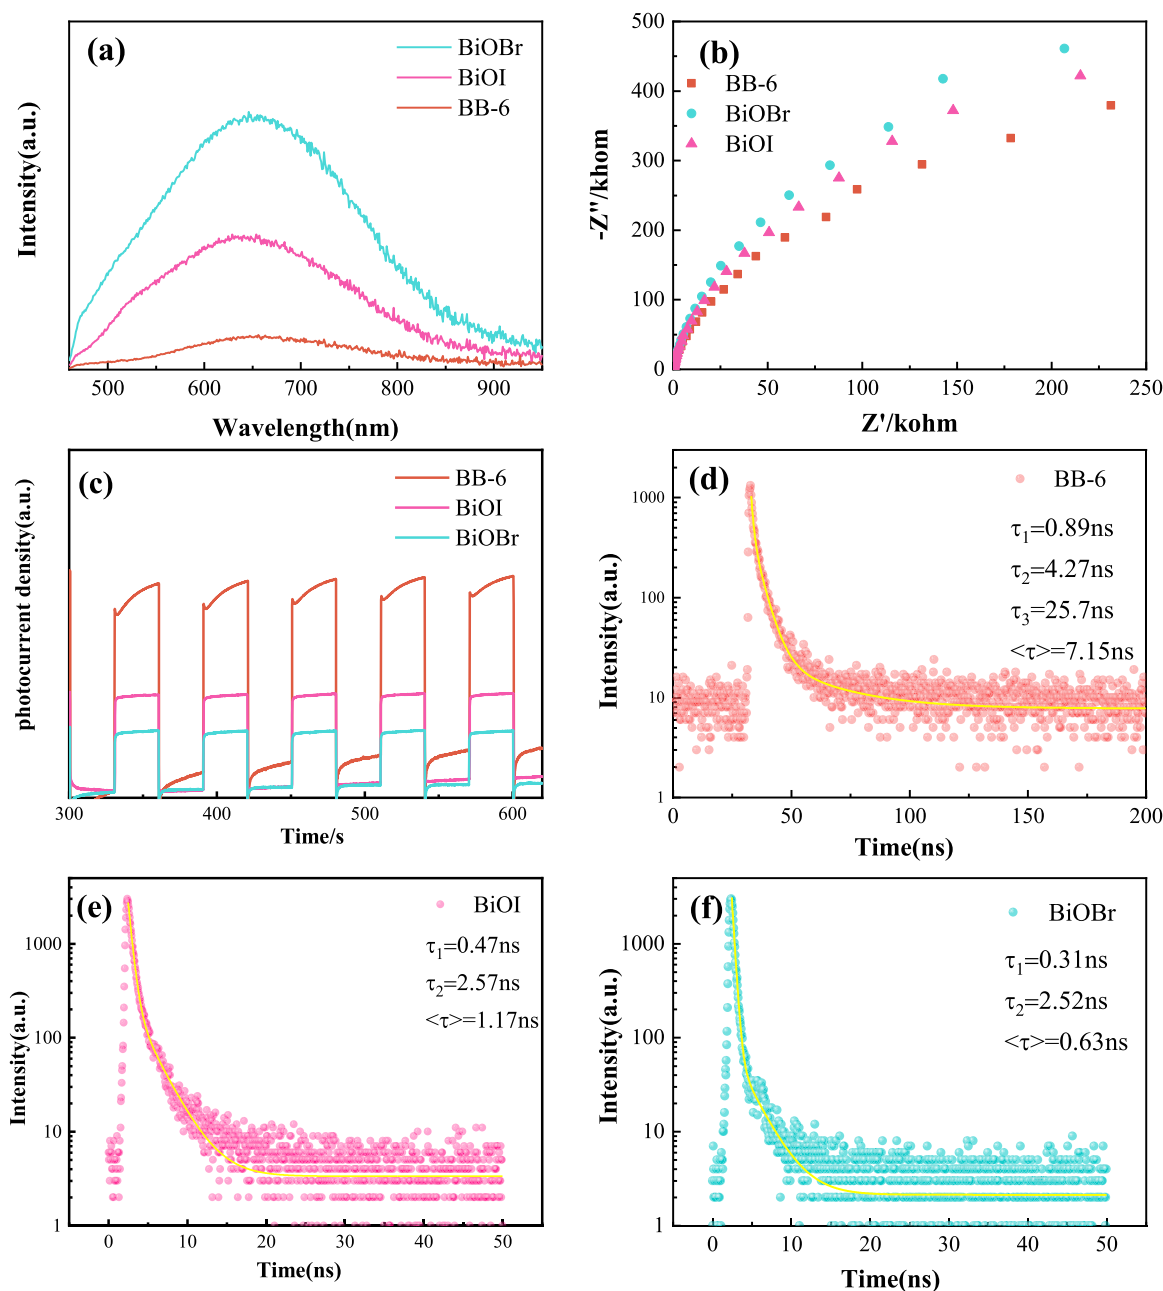 (a)
BiOBr
BiOI
BB-6
Intensity(a.u.)
500 600 700 800 900
Wavelength(nm)
(b)
BB-6
BiOBr
BiOI
-Z''/khom
500
400
300
200
100
0
0 50 100 150 200 250
Z'/kohm
(c)
BB-6
BiOI
BiOBr
photocurrent density(a.u.)
300 400 500 600
Time/s
(d)
BB-6
τ1=0.89ns
τ2=4.27ns
τ3=25.7ns
<τ>=7.15ns
Intensity(a.u.)
1000
100
10
1
0 50 100 150 200
Time(ns)
(e)
BiOI
τ1=0.47ns
τ2=2.57ns
<τ>=1.17ns
Intensity(a.u.)
1000
100
10
1
0 10 20 30 40 50
Time(ns)
(f)
BiOBr
τ1=0.31ns
τ2=2.52ns
<τ>=0.63ns
Intensity(a.u.)
1000
100
10
1
0 10 20 30 40 50
Time(ns)